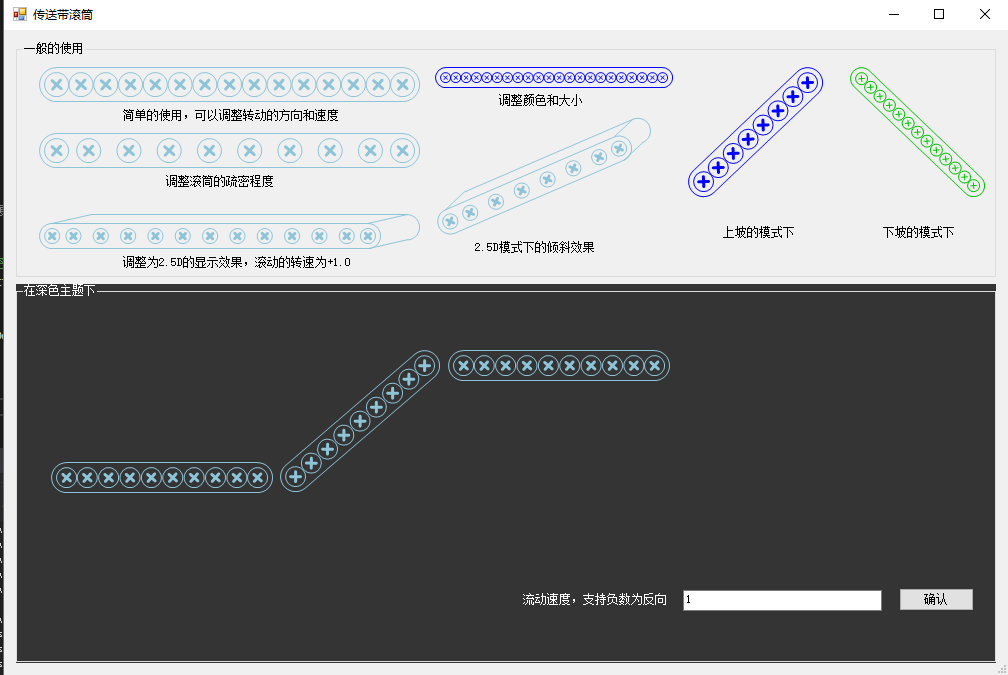 传送带滚筒
一般的使用
简单的使用，可以调整转动的方向和速度
调整颜色和大小
调整滚筒的疏密程度
上坡的模式下
下坡的模式下
2.5D模式下的倾斜效果
调整为2.5D的显示效果，滚动的转速为+1.0
在深色主题下
流动速度，支持负数为反向
1
确认